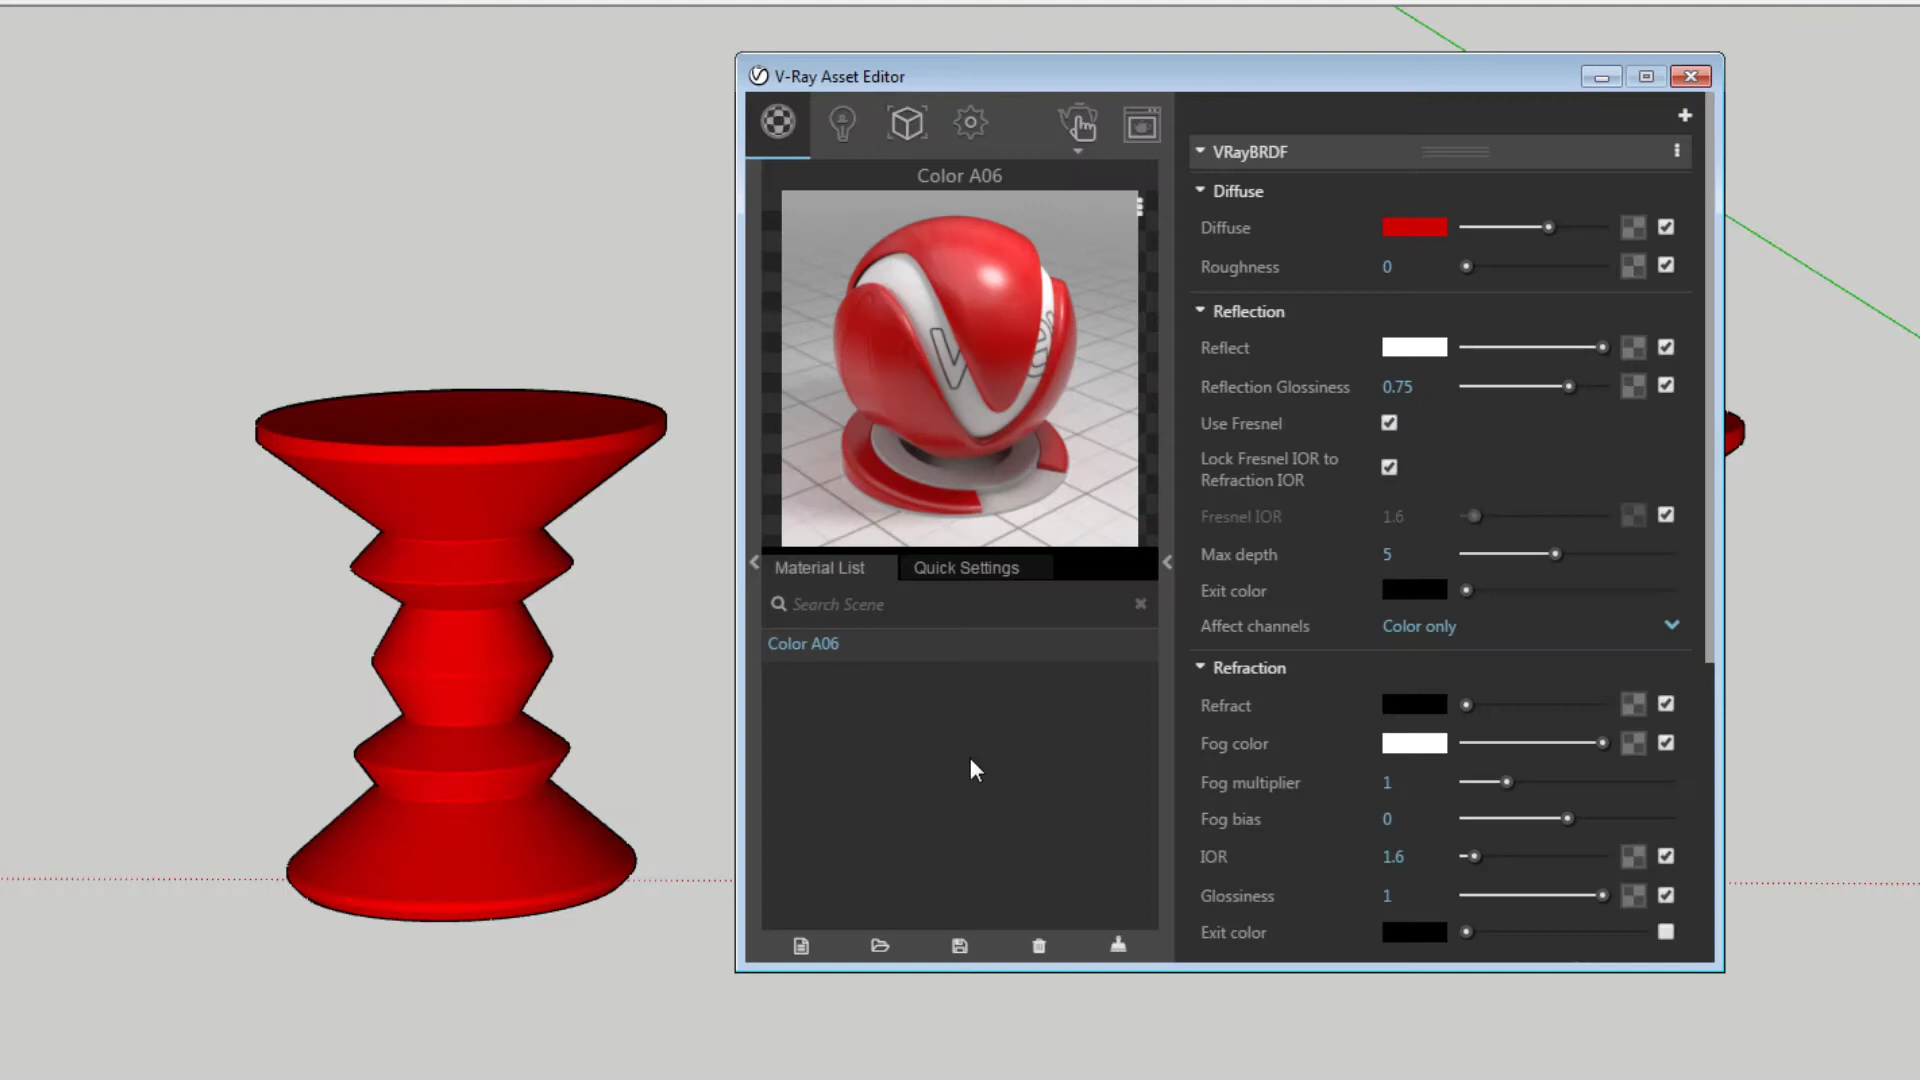 V-Ray Asset Editor
Color A06
Material List
Quick Settings
Search Scene
Color A06
VRayBRDF
Diffuse
Diffuse
Roughness 0
Reflection
Reflect
Reflection Glossiness 0.75
Use Fresnel
Lock Fresnel IOR to
Refraction IOR
Fresnel IOR 1.6
Max depth 5
Exit color
Affect channels Color only
Refraction
Refract
Fog color
Fog multiplier 1
Fog bias 0
IOR 1.6
Glossiness 1
Exit color